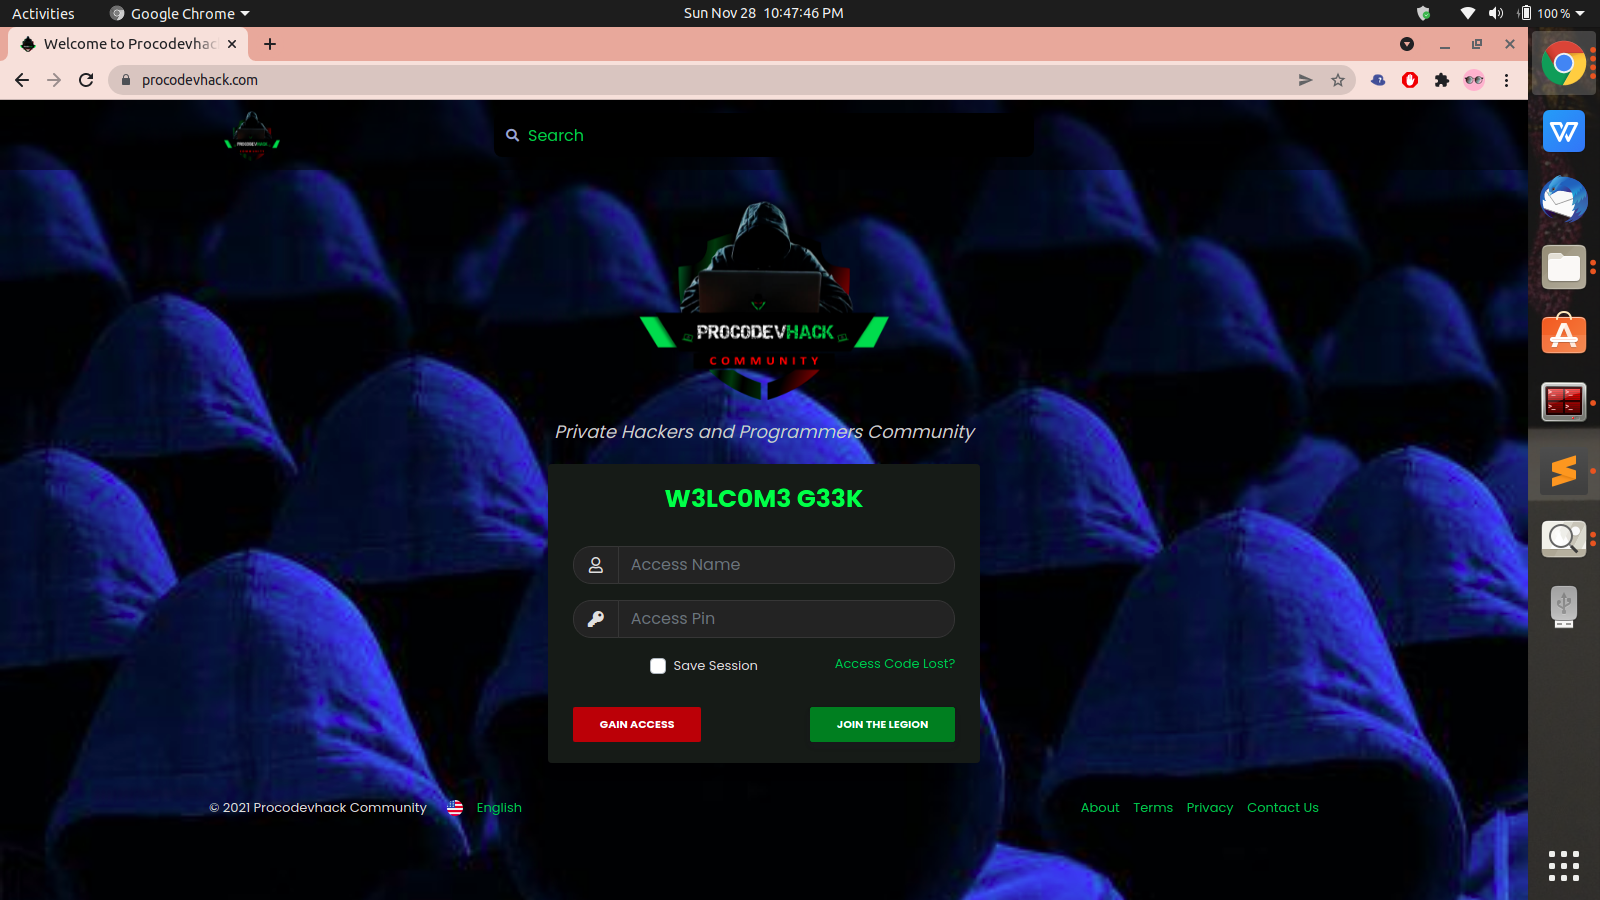 Activities Google Chrome Sun Nov 28 10:47:46 PM 100 %
Welcome to Procodevhac
procodevhack.com
PROCODEVHACK
Search
PROCODEVHACK
COMMUNITY
Private Hackers and Programmers Community
W3LC0M3 G33K
Access Name
Access Pin
Save Session Access Code Lost?
GAIN ACCESS JOIN THE LEGION
© 2021 Procodevhack Community English About Terms Privacy Contact Us